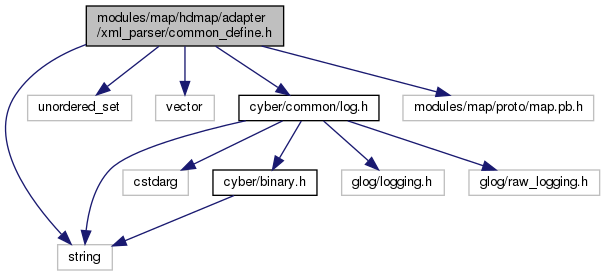 modules/map/hdmap/adapter
/xml_parser/common_define.h
unordered_set
vector
cyber/common/log.h
modules/map/proto/map.pb.h
cstdarg
cyber/binary.h
glog/logging.h
glog/raw_logging.h
string